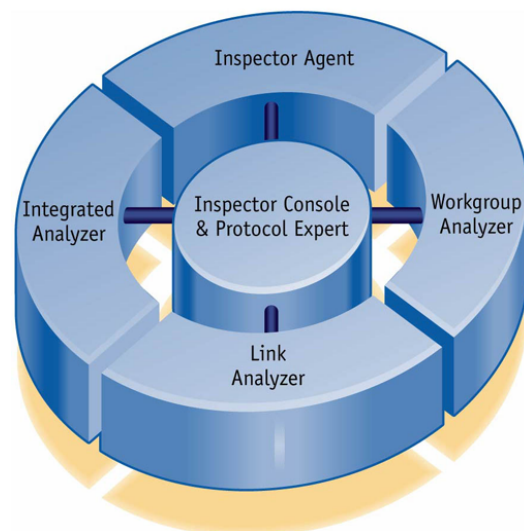 Inspector Agent
Integrated
Analyzer
Inspector Console
& Protocol Expert
Workgroup
Analyzer
Link
Analyzer